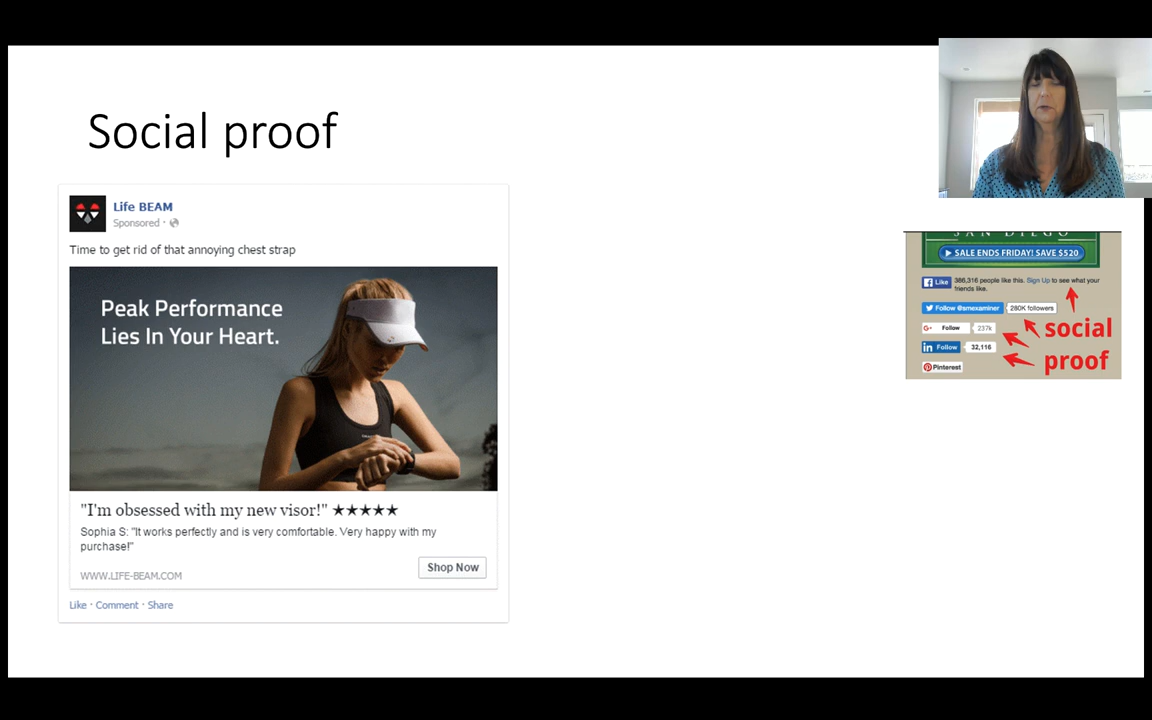 Social proof
Life BEAM
Sponsored ·
Time to get rid of that annoying chest strap
Peak Performance
Lies In Your Heart.
"I'm obsessed with my new visor!" ★★★★★
Sophia S: "It works perfectly and is very comfortable. Very happy with my
purchase!"
Shop Now
WWW.LIFE-BEAM.COM
Like · Comment · Share
SAN DIEGO
SALE ENDS FRIDAY! SAVE $520
Like 386,316 people like this. Sign Up to see what your
friends like.
Follow @smexaminer 280K followers
G+ Follow 237k
in Follow 32,116
Pinterest
social
proof